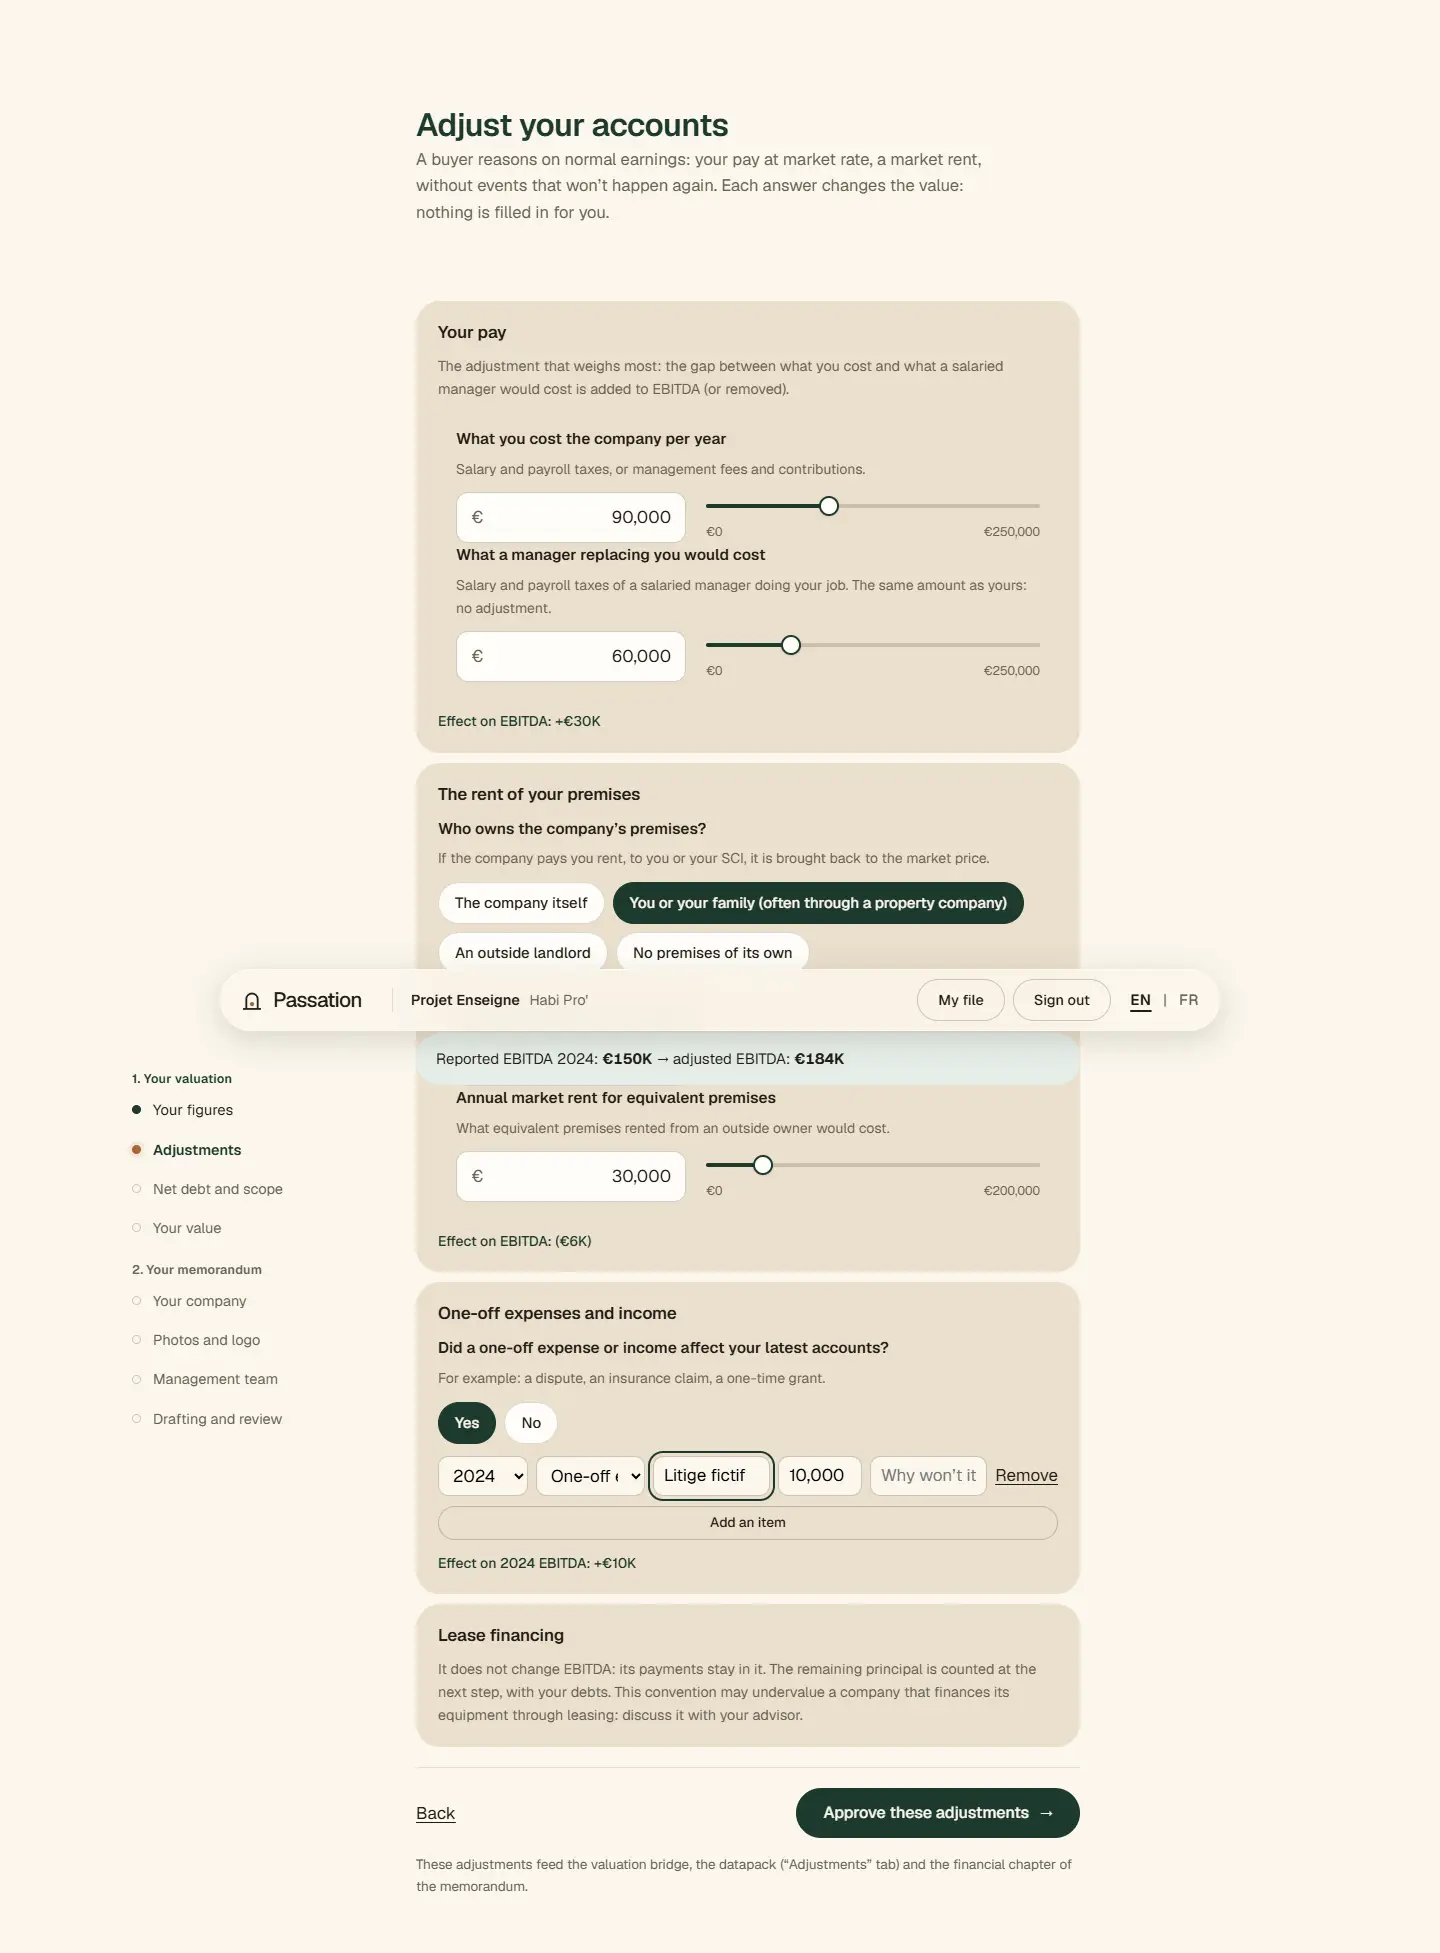 Adjust your accounts
A buyer reasons on normal earnings: your pay at market rate, a market rent,
without events that won’t happen again. Each answer changes the value:
nothing is filled in for you.
Your pay
The adjustment that weighs most: the gap between what you cost and what a salaried
manager would cost is added to EBITDA (or removed).
What you cost the company per year
Salary and payroll taxes, or management fees and contributions.
€ 90,000
€0 €250,000
What a manager replacing you would cost
Salary and payroll taxes of a salaried manager doing your job. The same amount as yours:
no adjustment.
€ 60,000
€0 €250,000
Effect on EBITDA: +€30K
The rent of your premises
Who owns the company’s premises?
If the company pays you rent, to you or your SCI, it is brought back to the market price.
The company itself
You or your family (often through a property company)
An outside landlord
No premises of its own
Passation
Projet Enseigne Habi Pro'
My file
Sign out
EN | FR
Reported EBITDA 2024: €150K → adjusted EBITDA: €184K
1. Your valuation
Your figures
Adjustments
Net debt and scope
Your value
2. Your memorandum
Your company
Photos and logo
Management team
Drafting and review
Annual market rent for equivalent premises
What equivalent premises rented from an outside owner would cost.
€ 30,000
€0 €200,000
Effect on EBITDA: (€6K)
One-off expenses and income
Did a one-off expense or income affect your latest accounts?
For example: a dispute, an insurance claim, a one-time grant.
Yes
No
2024
One-off e
Litige fictif
10,000
Why won’t it
Remove
Add an item
Effect on 2024 EBITDA: +€10K
Lease financing
It does not change EBITDA: its payments stay in it. The remaining principal is counted at the
next step, with your debts. This convention may undervalue a company that finances its
equipment through leasing: discuss it with your advisor.
Back
Approve these adjustments →
These adjustments feed the valuation bridge, the datapack (“Adjustments” tab) and the financial chapter of
the memorandum.